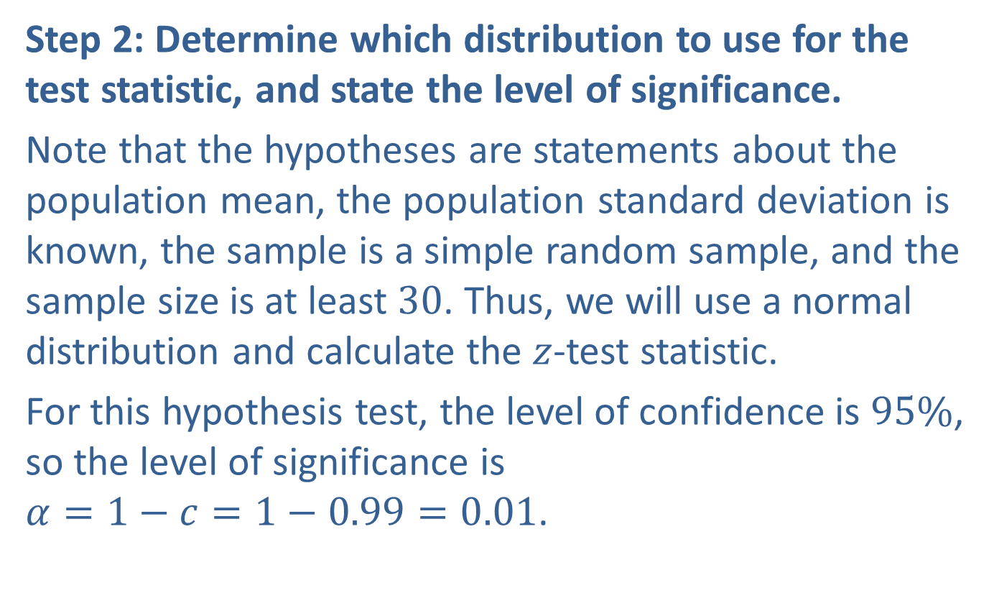 Step 2: Determine which distribution to use for the
test statistic, and state the level of significance.
Note that the hypotheses are statements about the
population mean, the population standard deviation is
known, the sample is a simple random sample, and the
sample size is at least 30. Thus, we will use a normal
distribution and calculate the z-test statistic.
For this hypothesis test, the level of confidence is 95%,
so the level of significance is
α = 1 − c = 1 − 0.99 = 0.01.